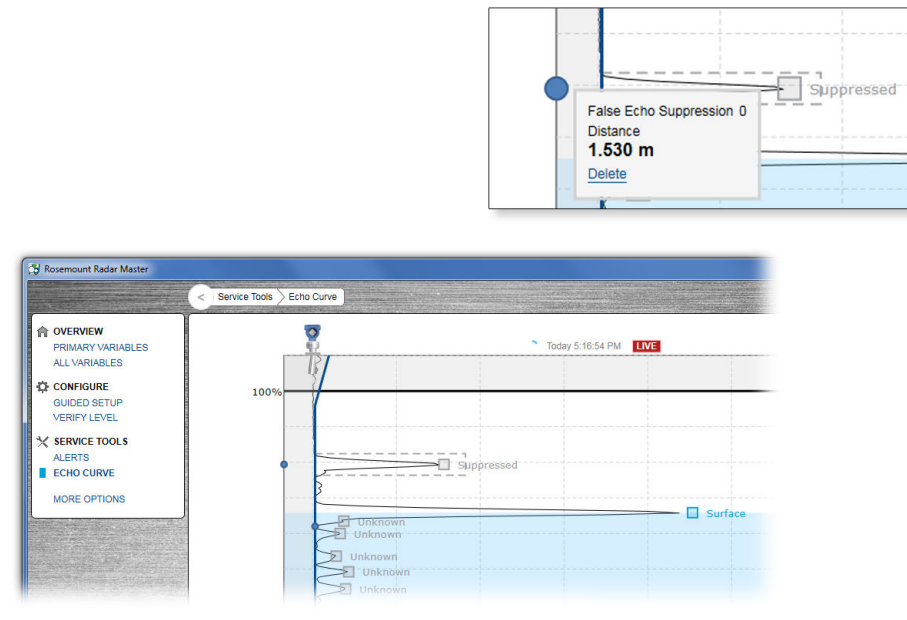 Suppressed
False Echo Suppression 0
Distance
1.530 m
Delete
Rosemount Radar Master
< Service Tools Echo Curve
OVERVIEW
PRIMARY VARIABLES
ALL VARIABLES
CONFIGURE
GUIDED SETUP
VERIFY LEVEL
SERVICE TOOLS
ALERTS
ECHO CURVE
MORE OPTIONS
Today 5:16:54 PM LIVE
100%
Suppressed
Surface
Unknown
Unknown
Unknown
Unknown
Unknown